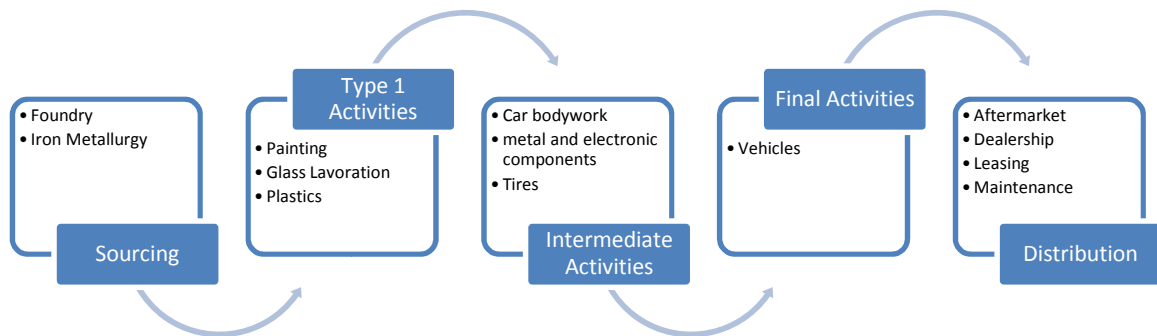 • Foundry
• Iron Metallurgy
Sourcing
Type 1
Activities
• Painting
• Glass Lavoration
• Plastics
• Car bodywork
• metal and electronic
components
• Tires
Intermediate
Activities
Final Activities
• Vehicles
• Aftermarket
• Dealership
• Leasing
• Maintenance
Distribution